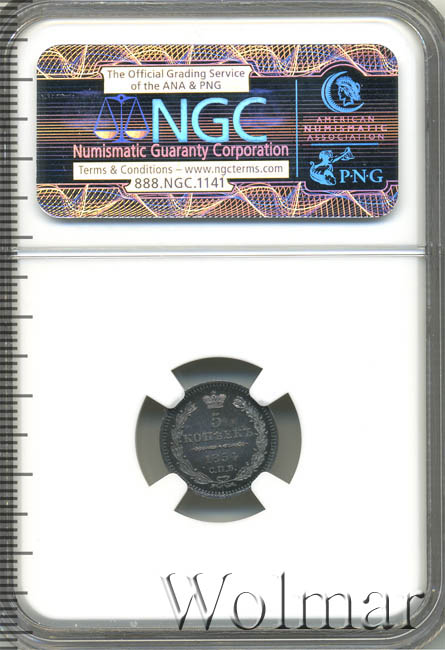 The Official Grading Service
of the ANA & PNG
NGC
Numismatic Guaranty Corporation
Terms & Conditions – www.ngcterms.com
888.NGC.1141
AMERICAN
NUMISMATIC
ASSOCIATION
P·N·G
5
КОПѢЕКЪ
1854
С.П.Б.
Wolmar